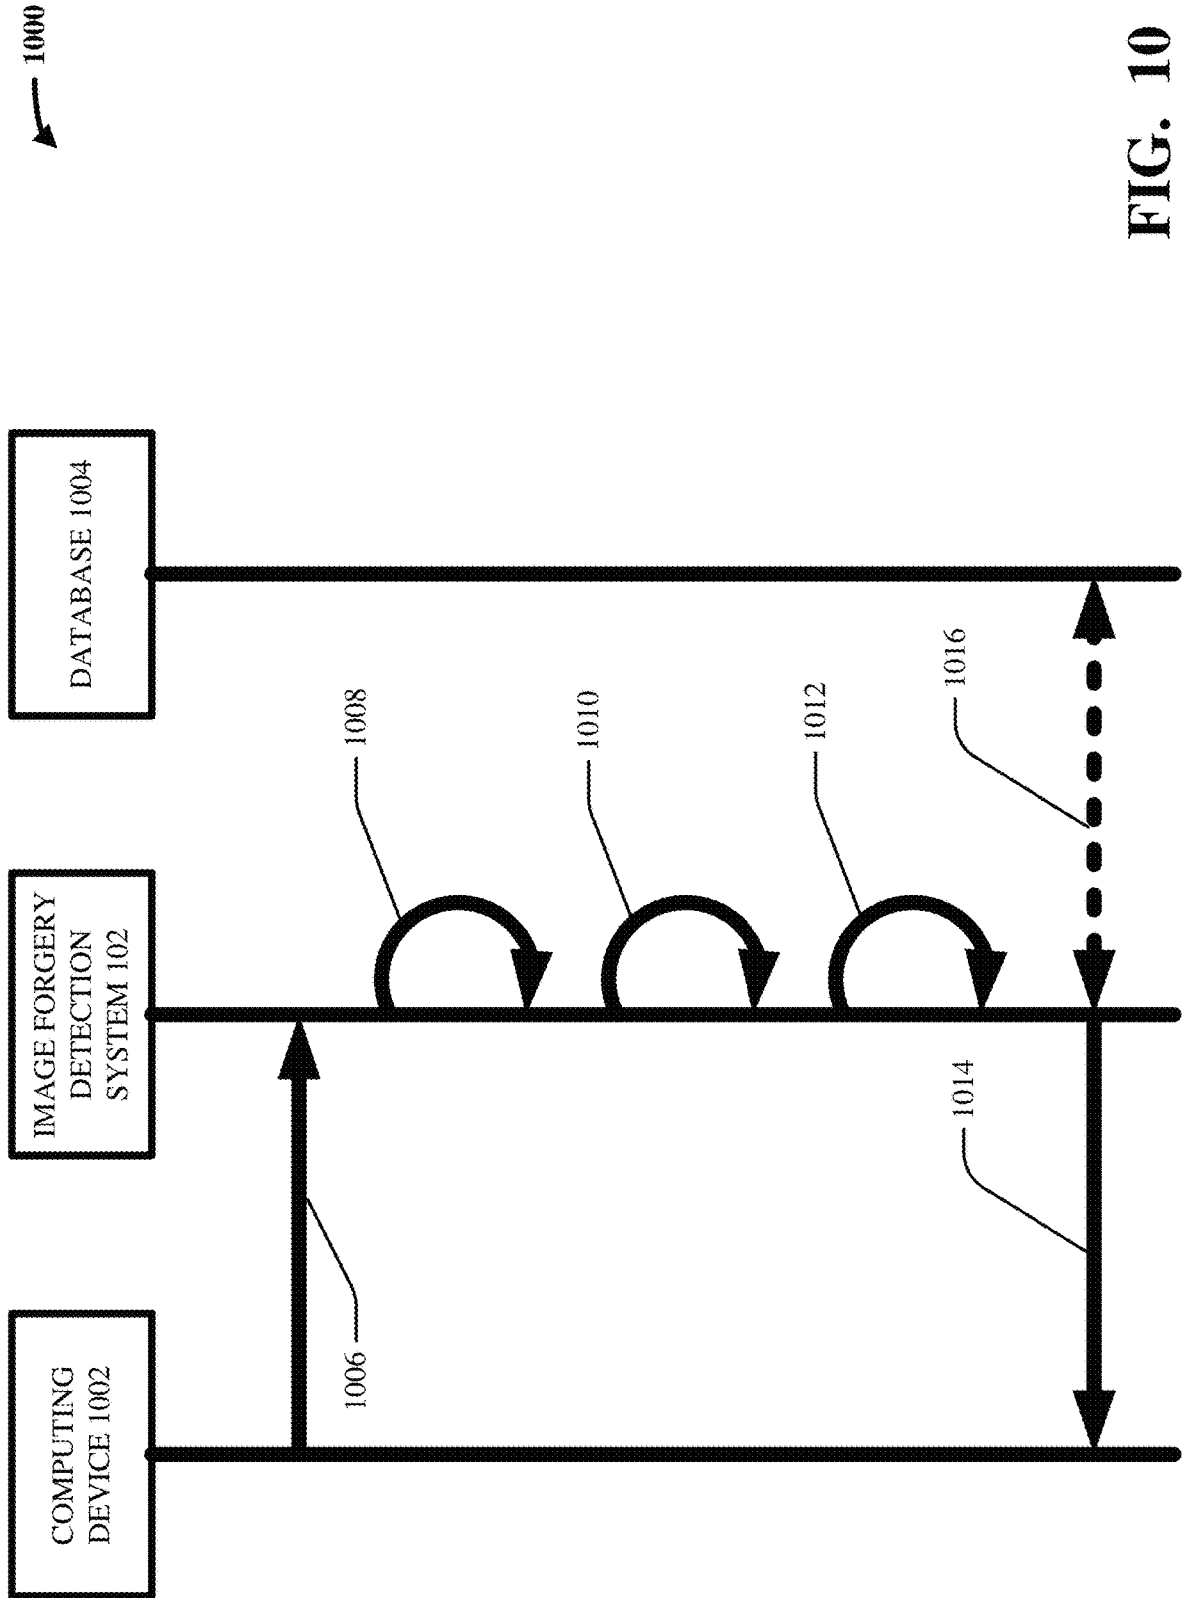 1000
COMPUTING
DEVICE 1002
IMAGE FORGERY
DETECTION
SYSTEM 102
DATABASE 1004
1006
1008
1010
1012
1014
1016
FIG. 10